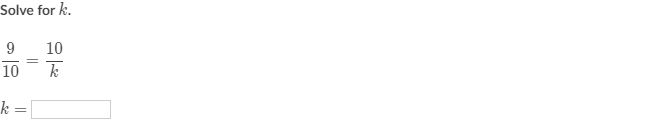 Solve for k.
9/10 = 10/k
k =